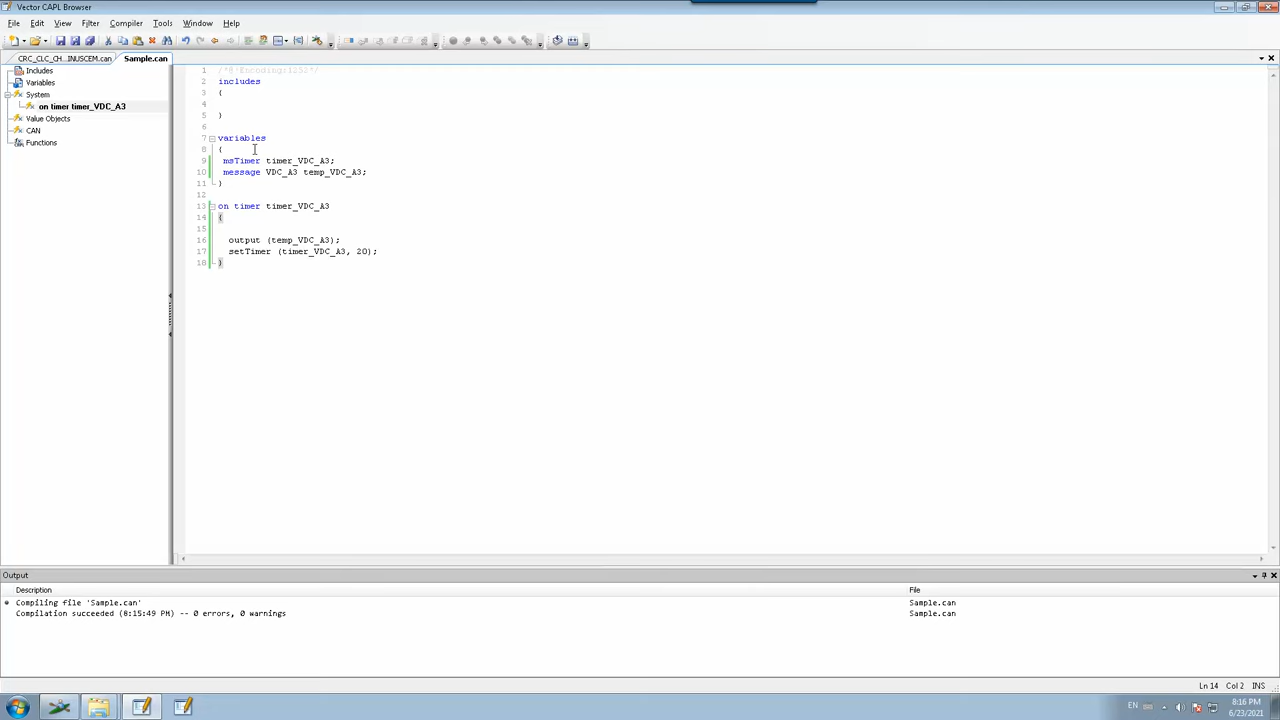 Vector CAPL Browser
File Edit View Filter Compiler Tools Window Help
CRC_CLC_CH...INUSCEM.can Sample.can
Includes
Variables
System
on timer timer_VDC_A3
Value Objects
CAN
Functions
1 /*@!Encoding:1252*/
2 includes
3 {
4
5 }
6
7 variables
8 {
9 msTimer timer_VDC_A3;
10 message VDC_A3 temp_VDC_A3;
11 }
12
13 on timer timer_VDC_A3
14 {
15
16 output (temp_VDC_A3);
17 setTimer (timer_VDC_A3, 20);
18 }
Output
Description File
Compiling file 'Sample.can' Sample.can
Compilation succeeded (8:15:49 PM) -- 0 errors, 0 warnings Sample.can
Ln 14 Col 2 INS
EN 8:16 PM
6/23/2021